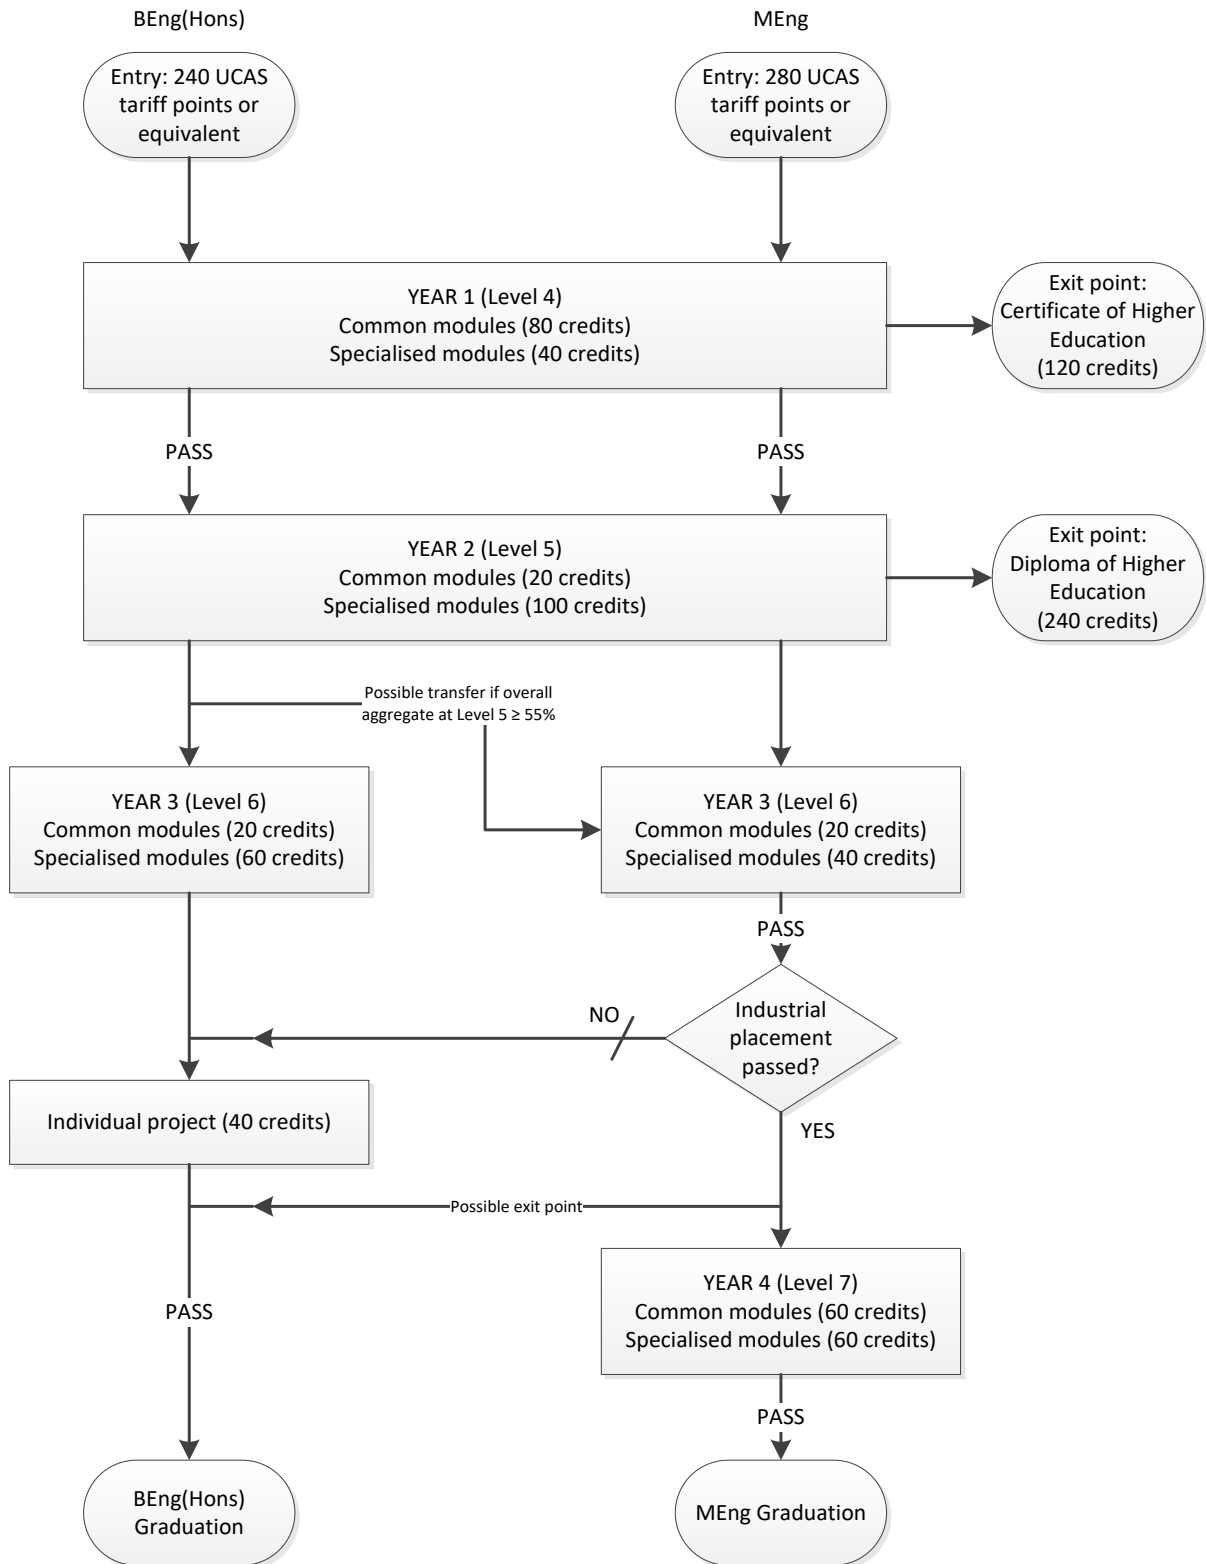 BEng(Hons)
MEng
Entry: 240 UCAS
tariff points or
equivalent
Entry: 280 UCAS
tariff points or
equivalent
YEAR 1 (Level 4)
Common modules (80 credits)
Specialised modules (40 credits)
Exit point:
Certificate of Higher
Education
(120 credits)
PASS
PASS
YEAR 2 (Level 5)
Common modules (20 credits)
Specialised modules (100 credits)
Exit point:
Diploma of Higher
Education
(240 credits)
Possible transfer if overall
aggregate at Level 5 ≥ 55%
YEAR 3 (Level 6)
Common modules (20 credits)
Specialised modules (60 credits)
YEAR 3 (Level 6)
Common modules (20 credits)
Specialised modules (40 credits)
PASS
Industrial
placement
passed?
NO
YES
Individual project (40 credits)
Possible exit point
YEAR 4 (Level 7)
Common modules (60 credits)
Specialised modules (60 credits)
PASS
PASS
BEng(Hons)
Graduation
MEng Graduation